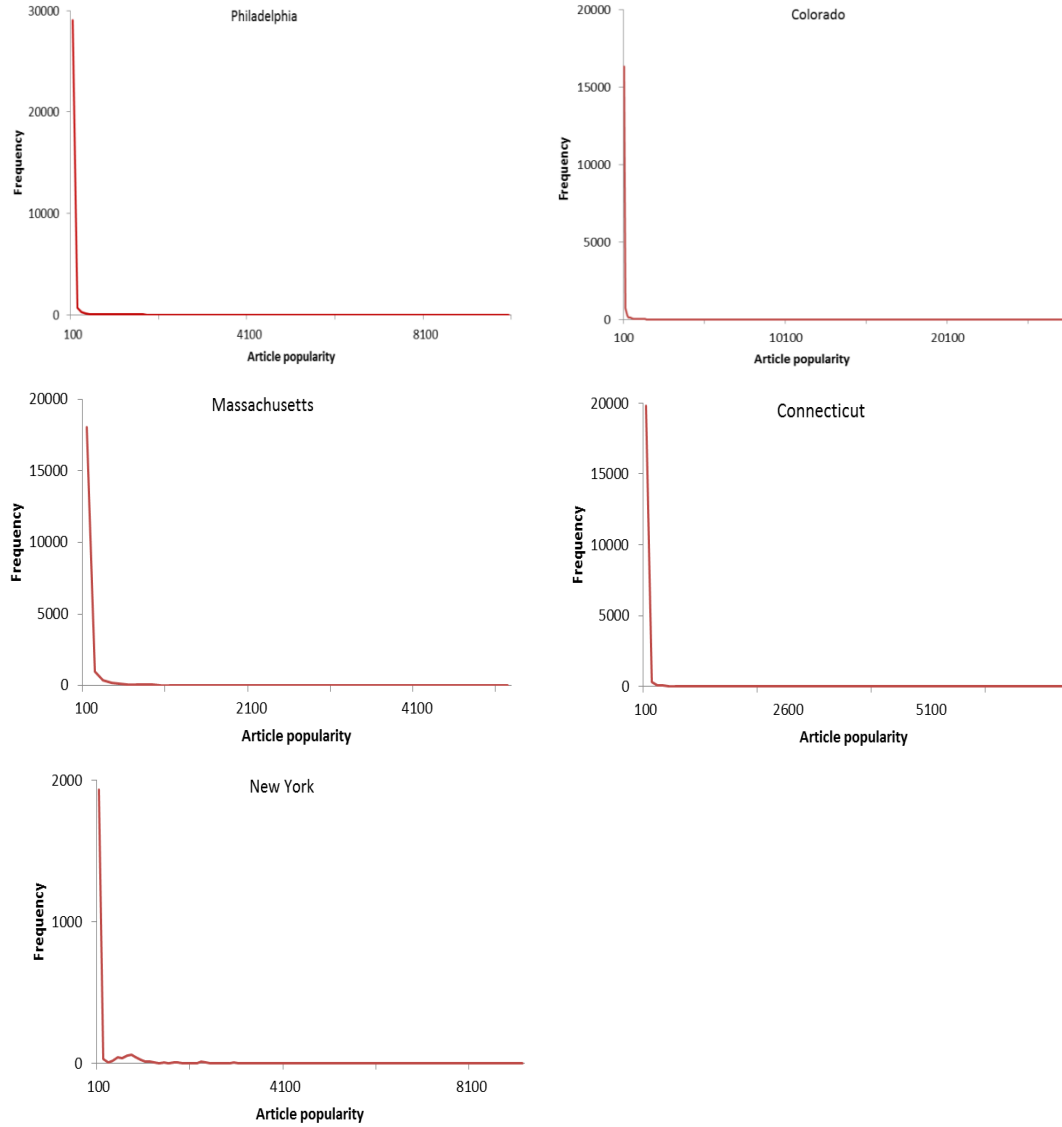 Philadelphia
30000
20000
10000
0
Frequency
100
4100
8100
Article popularity
Colorado
20000
15000
10000
5000
0
Frequency
100
10100
20100
Article popularity
Massachusetts
20000
15000
10000
5000
0
Frequency
100
2100
4100
Article popularity
Connecticut
20000
15000
10000
5000
0
Frequency
100
2600
5100
Article popularity
New York
2000
1000
0
Frequency
100
4100
8100
Article popularity